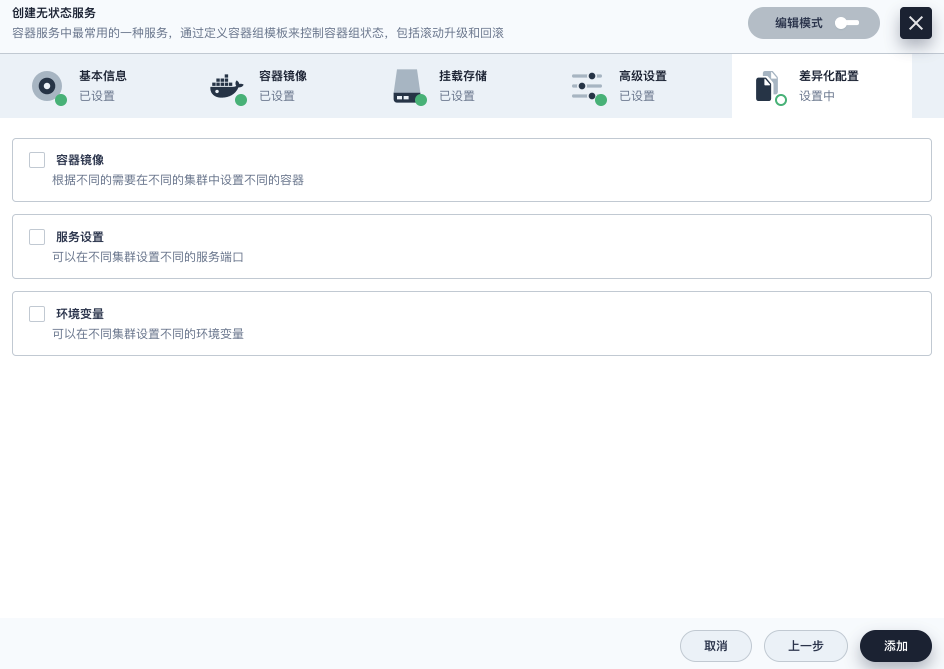 创建无状态服务
容器服务中最常用的一种服务，通过定义容器组模板来控制容器组状态，包括滚动升级和回滚
编辑模式
基本信息
已设置
容器镜像
已设置
挂载存储
已设置
高级设置
已设置
差异化配置
设置中
容器镜像
根据不同的需要在不同的集群中设置不同的容器
服务设置
可以在不同集群设置不同的服务端口
环境变量
可以在不同集群设置不同的环境变量
取消
上一步
添加